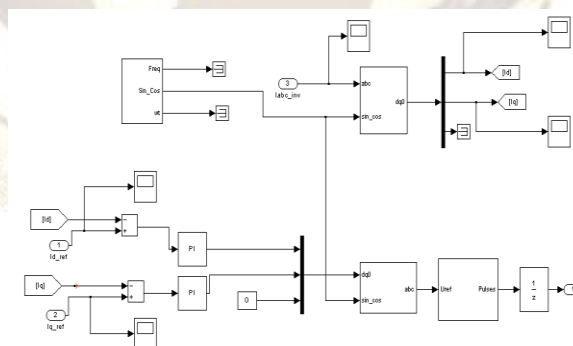 Freq
Sin_Cos
wt
3
Iabc_inv
abc
sin_cos
dq0
[Id]
[Iq]
[Id]
1
Id_ref
PI
[Iq]
2
Iq_ref
PI
0
dq0
sin_cos
abc
Uref
Pulses
1
z
1